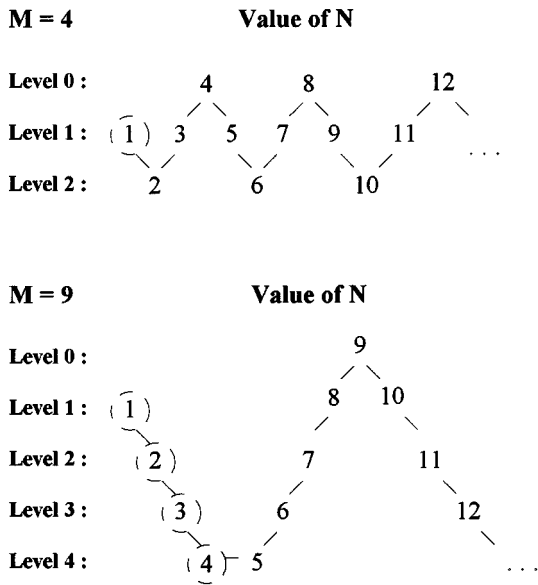 M = 4 Value of N
Level 0 : 4 8 12
Level 1 : 1 3 5 7 9 11 . . .
Level 2 : 2 6 10
M = 9 Value of N
Level 0 : 9
Level 1 : 1 8 10
Level 2 : 2 7 11
Level 3 : 3 6 12
Level 4 : 4 5 . . .